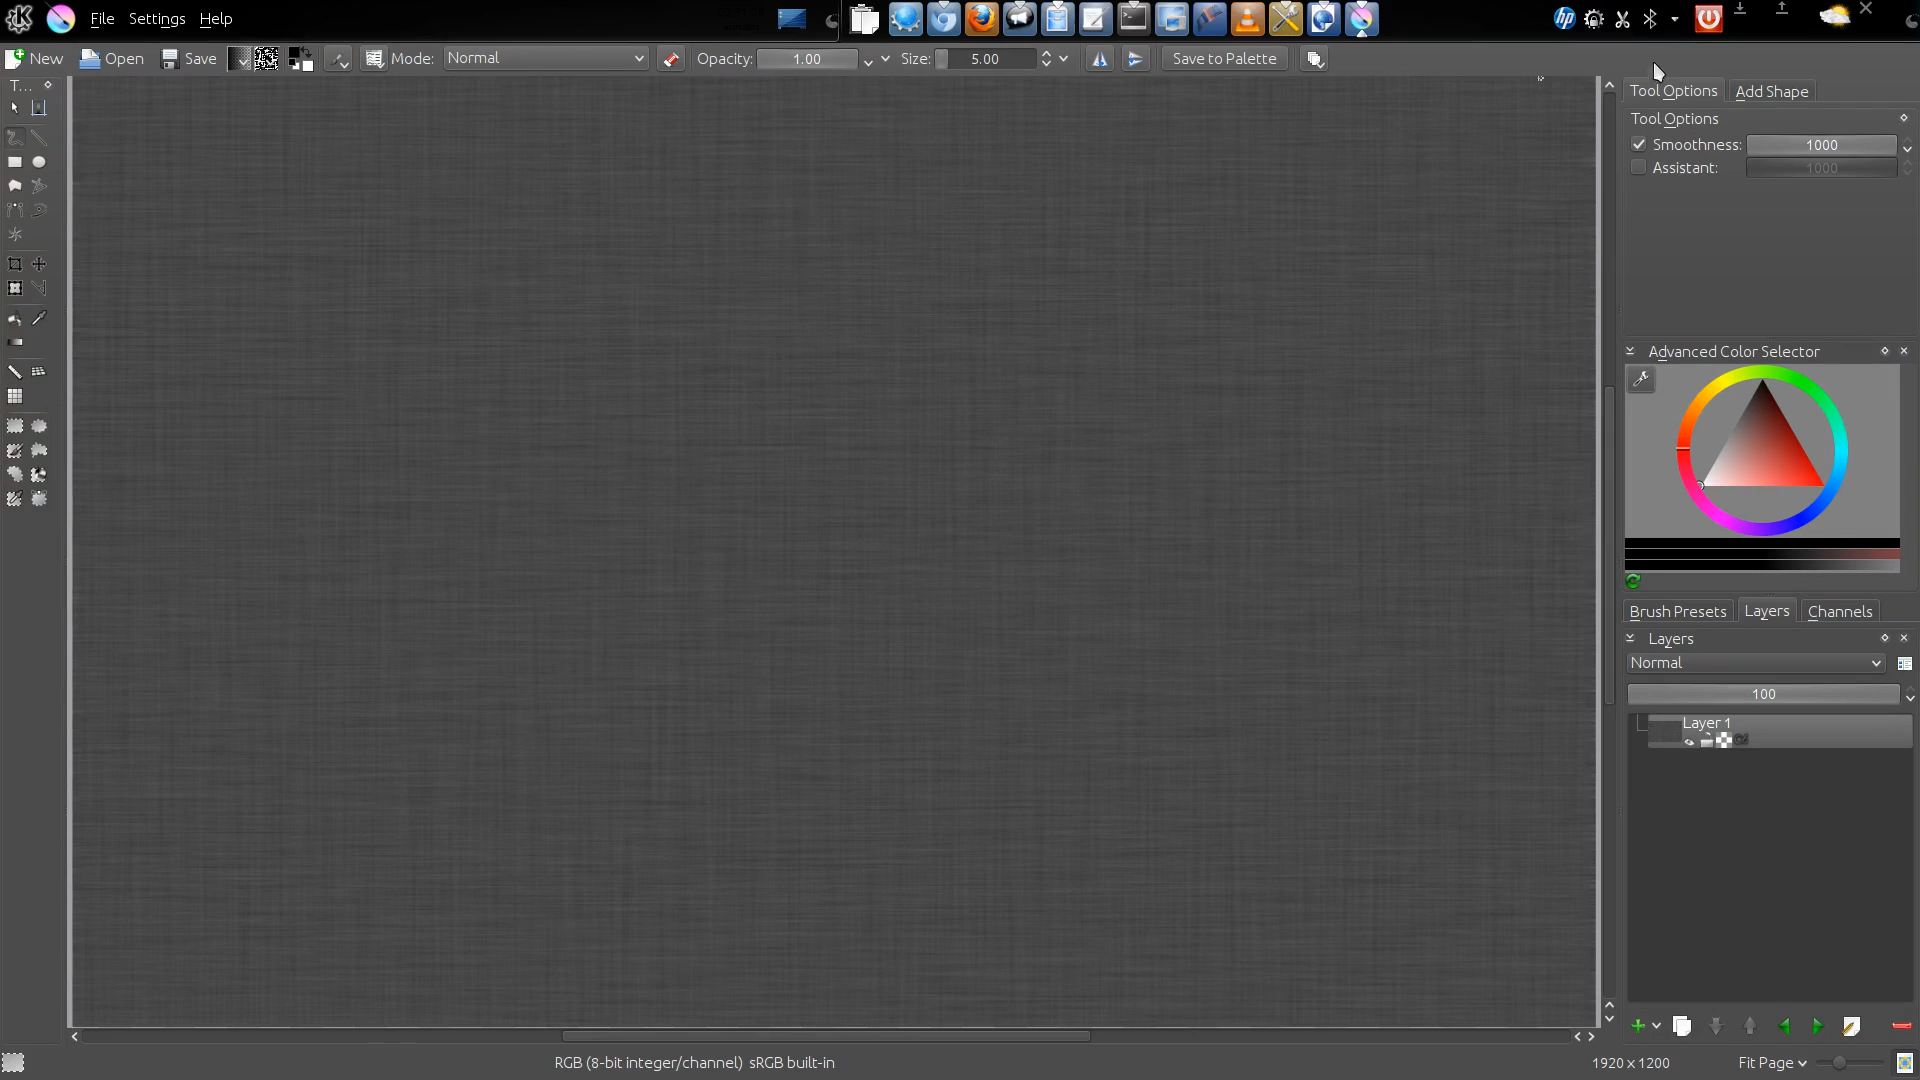 File Settings Help
hp
New Open Save Mode: Normal Opacity: 1.00 Size: 5.00 Save to Palette
T...
Tool Options Add Shape
Tool Options
Smoothness: 1000
Assistant: 1000
Advanced Color Selector
Brush Presets Layers Channels
Layers
Normal
100
Layer 1
RGB (8-bit integer/channel) sRGB built-in 1920 x 1200 Fit Page